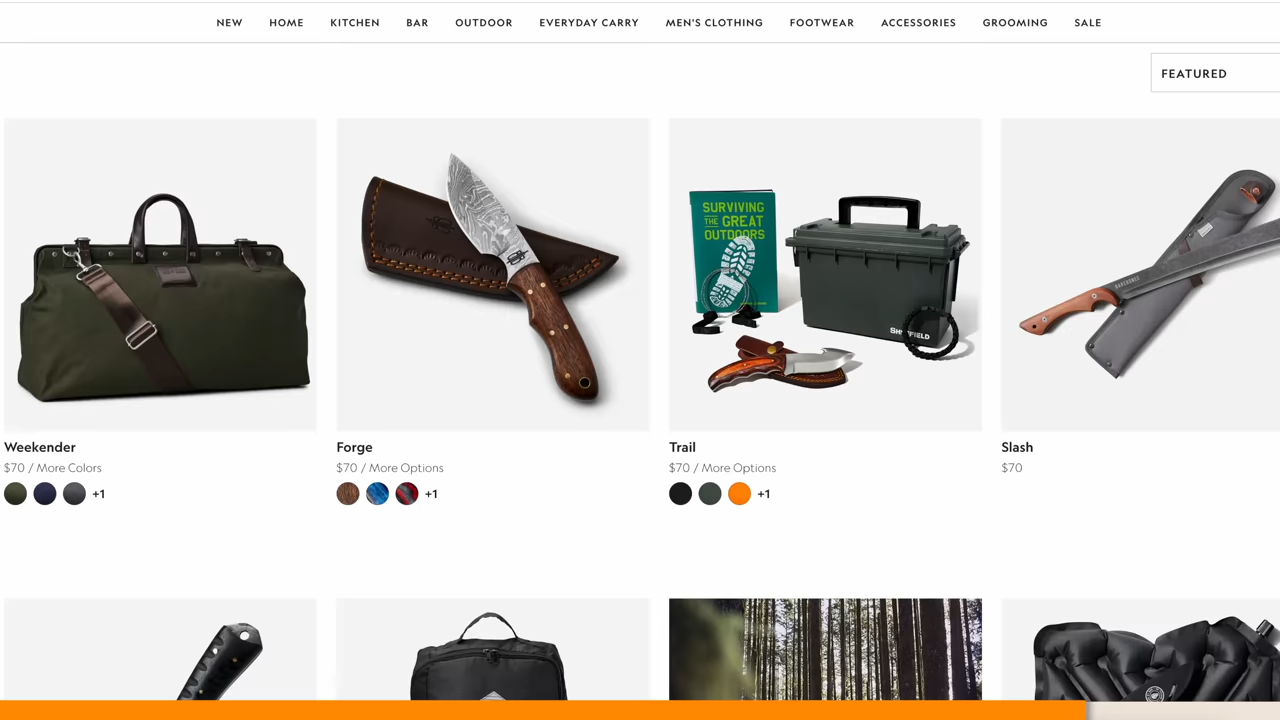 NEW HOME KITCHEN BAR OUTDOOR EVERYDAY CARRY MEN'S CLOTHING FOOTWEAR ACCESSORIES GROOMING SALE
FEATURED
SURVIVING
THE GREAT
OUTDOORS
BAREBONES
Weekender
$70 / More Colors
+1
Forge
$70 / More Options
+1
Trail
$70 / More Options
+1
Slash
$70